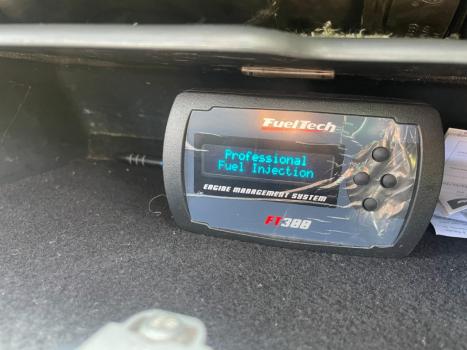 FuelTech
Professional
Fuel Injection
ENGINE MANAGEMENT SYSTEM
FT300